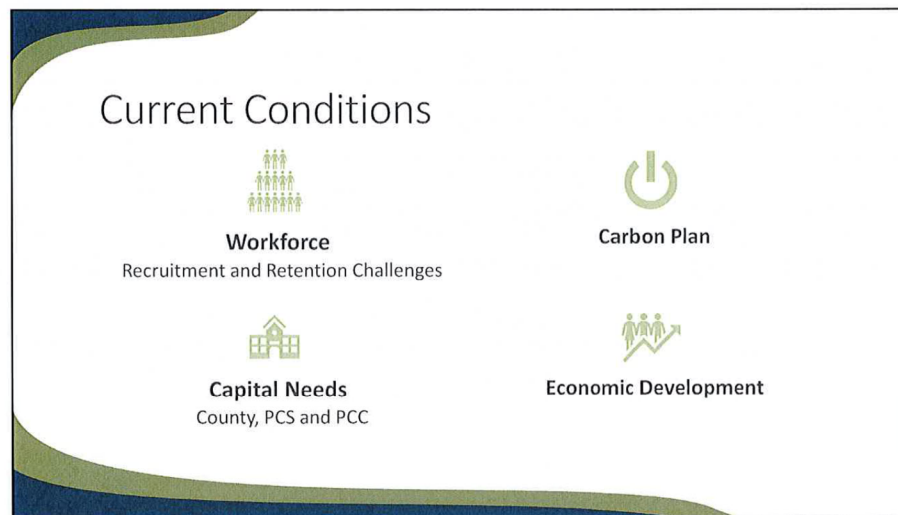 Current Conditions
Workforce
Recruitment and Retention Challenges
Carbon Plan
Capital Needs
County, PCS and PCC
Economic Development